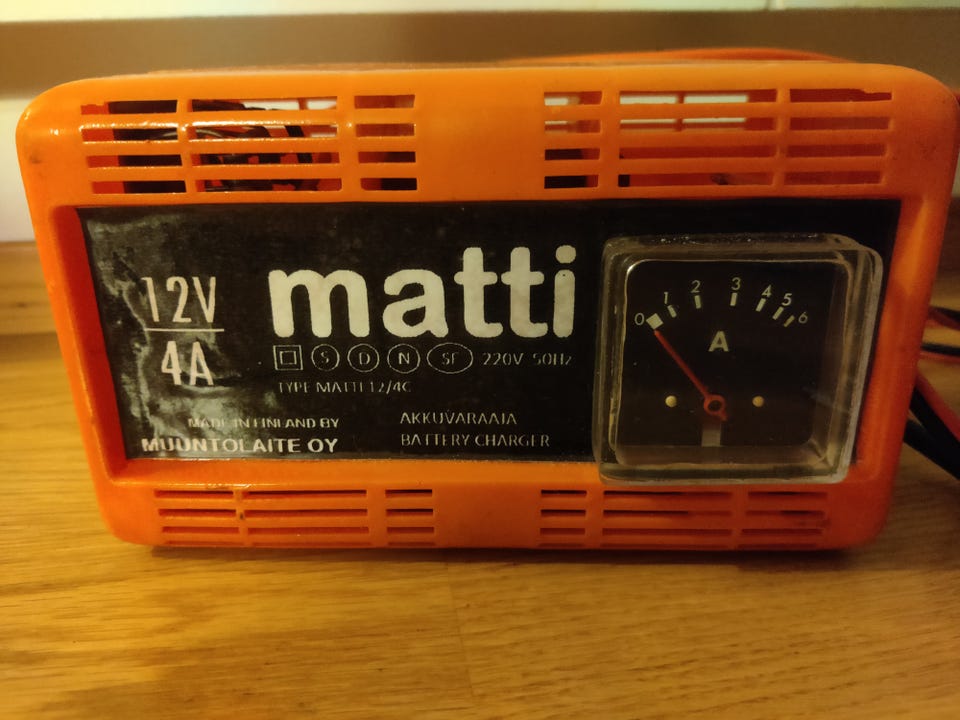 12V
4A
matti
S D N SF 220V 50Hz
TYPE MATTI 12/4C
MADE IN FINLAND BY
MUUNTOLAITE OY
AKKUVARAAJA
BATTERY CHARGER
0 1 2 3 4 5 6
A